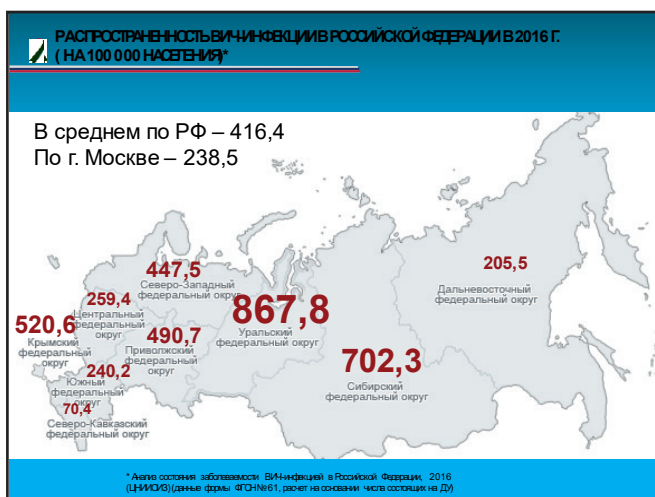 РАСПРОСТРАНЕННОСТЬ ВИЧ-ИНФЕКЦИИ В РОССИЙСКОЙ ФЕДЕРАЦИИ В 2016 Г.
( НА 100 000 НАСЕЛЕНИЯ)*
В среднем по РФ – 416,4
По г. Москве – 238,5
447,5
Северо-Западный
федеральный округ
205,5
Дальневосточный
федеральный округ
259,4
Центральный
федеральный
округ
867,8
Уральский
федеральный округ
520,6
Крымский
федеральный
округ
490,7
Приволжский
федеральный
округ
702,3
Сибирский
федеральный округ
240,2
Южный
федеральный
округ
70,4
Северо-Кавказский
федеральный округ
* Анализ состояния заболеваемости ВИЧ-инфекцией в Российской Федерации, 2016
(ЦНИИОИЗ) (данные формы ФГСН № 61, расчет на основании числа состоящих на ДУ)